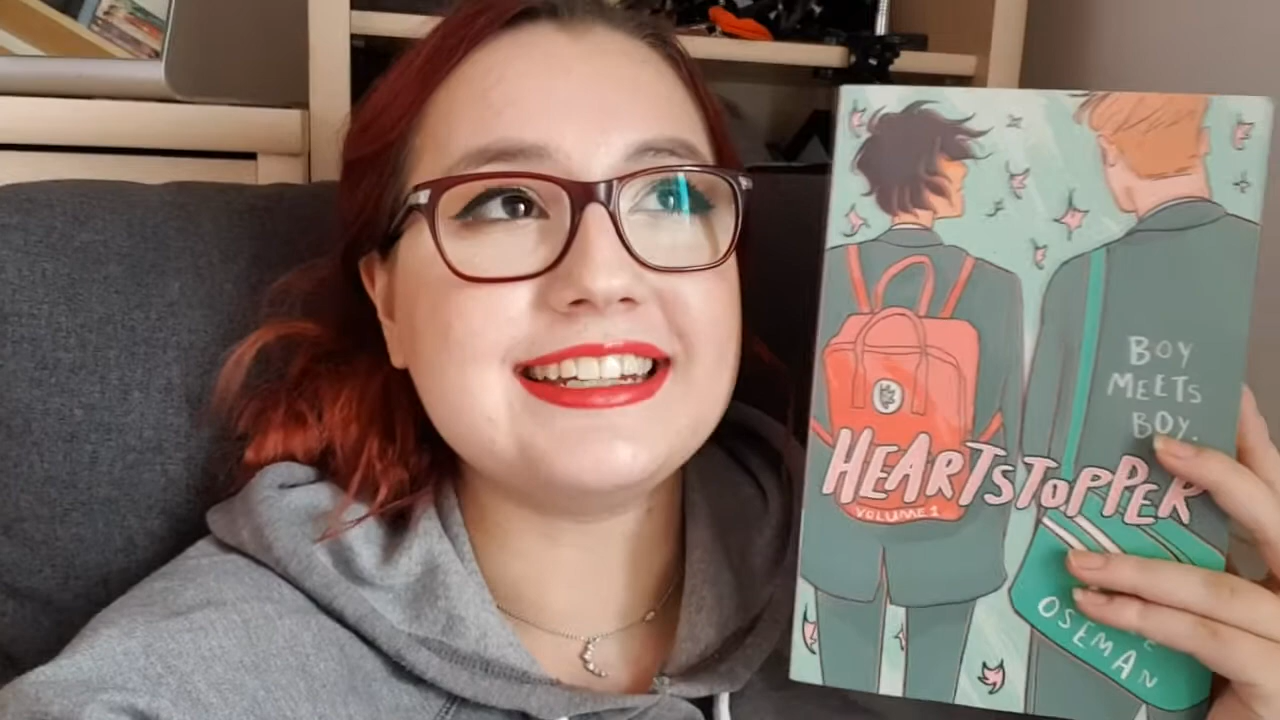 BOY
MEETS
BOY.
HEARTSTOPPER
VOLUME 1
OSEMAN